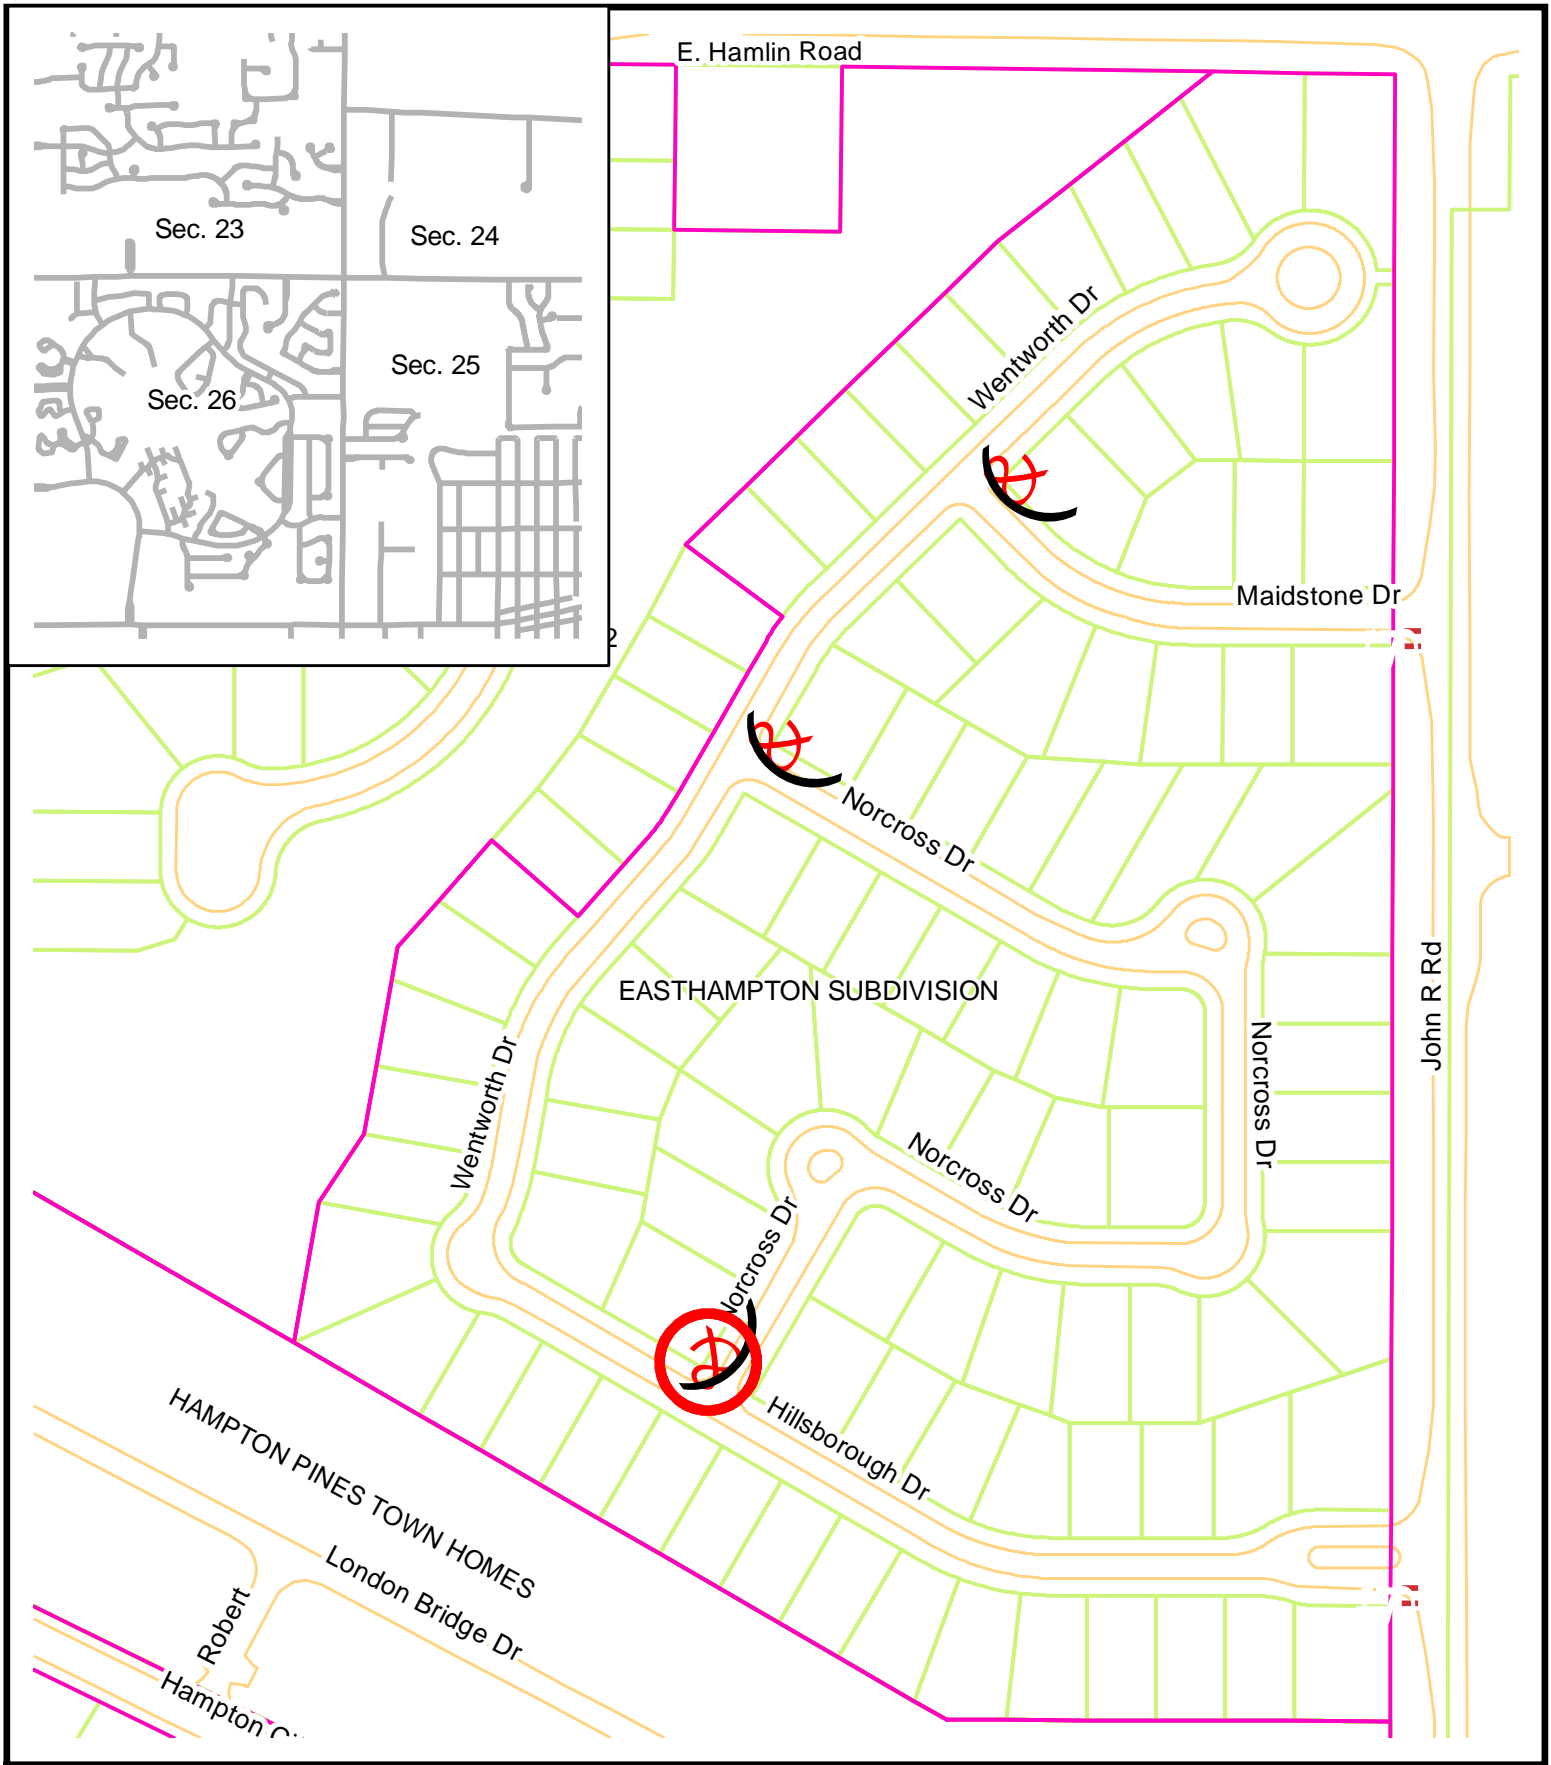 E. Hamlin Road
Sec. 23
Sec. 24
Sec. 25
Sec. 26
2
Wentworth Dr
Maidstone Dr
Norcross Dr
EASTHAMPTON SUBDIVISION
John R Rd
Norcross Dr
Wentworth Dr
Norcross Dr
Norcross Dr
Hillsborough Dr
HAMPTON PINES TOWN HOMES
London Bridge Dr
Robert
Hampton